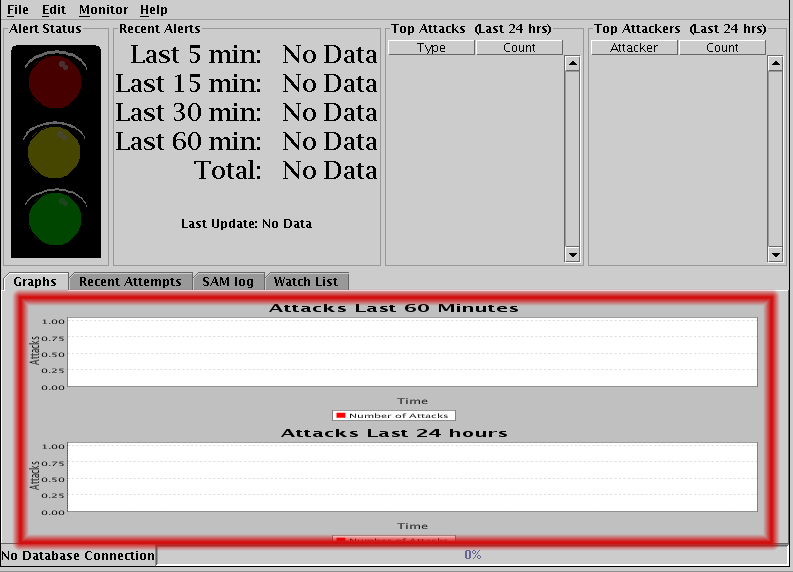 File Edit Monitor Help
Alert Status
Recent Alerts
Last 5 min: No Data
Last 15 min: No Data
Last 30 min: No Data
Last 60 min: No Data
Total: No Data
Last Update: No Data
Top Attacks (Last 24 hrs)
Type Count
Top Attackers (Last 24 hrs)
Attacker Count
Graphs Recent Attempts SAM log Watch List
Attacks Last 60 Minutes
1.00
0.75
0.50
0.25
0.00
Attacks
Time
Number of Attacks
Attacks Last 24 hours
1.00
0.75
0.50
0.25
0.00
Attacks
Time
Number of Attacks
No Database Connection 0%